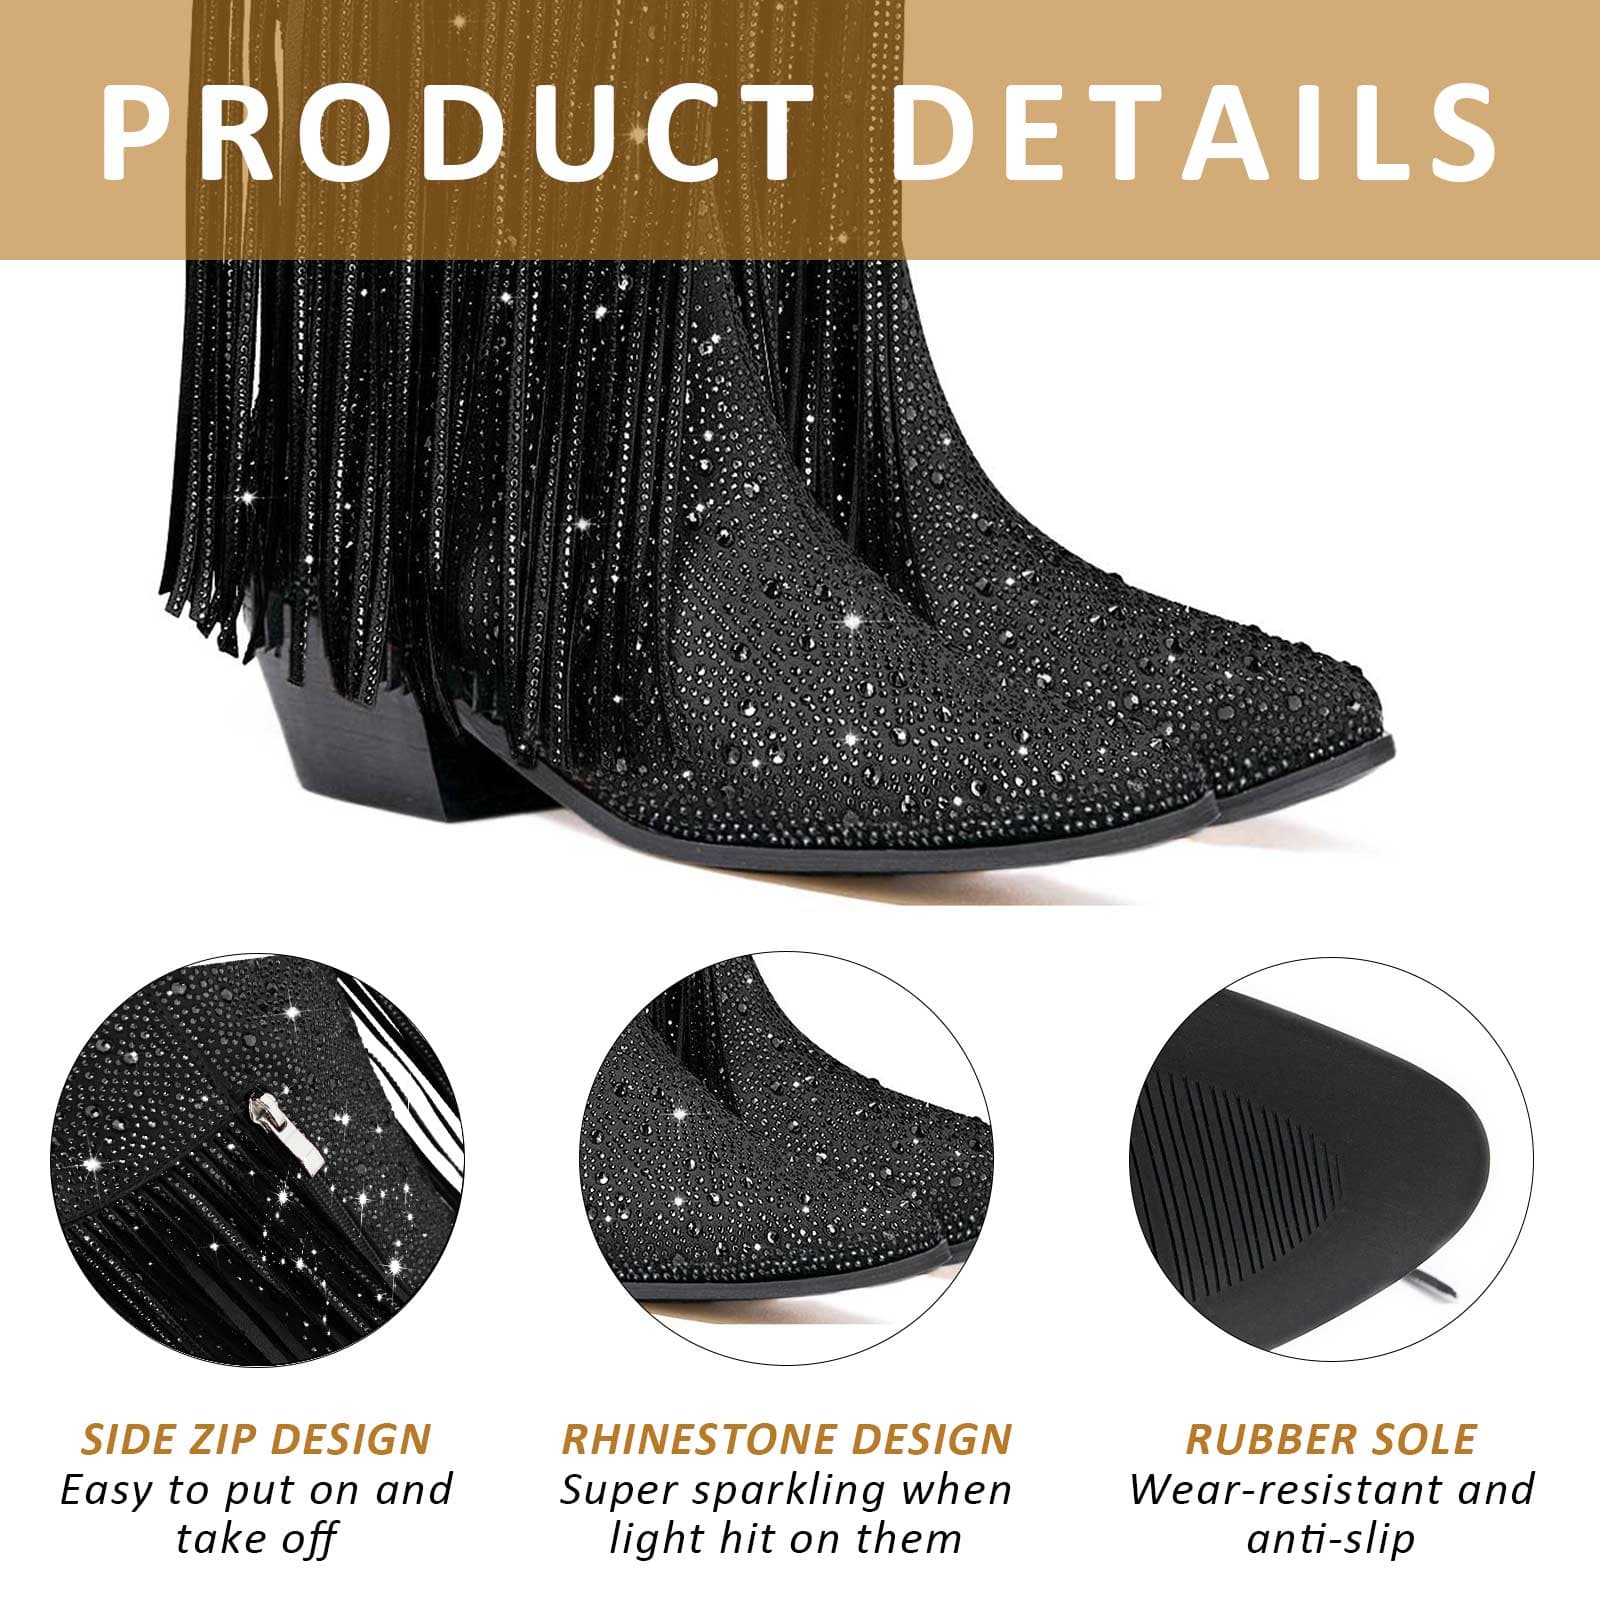 PRODUCT DETAILS
SIDE ZIP DESIGN
Easy to put on and
take off
RHINESTONE DESIGN
Super sparkling when
light hit on them
RUBBER SOLE
Wear-resistant and
anti-slip